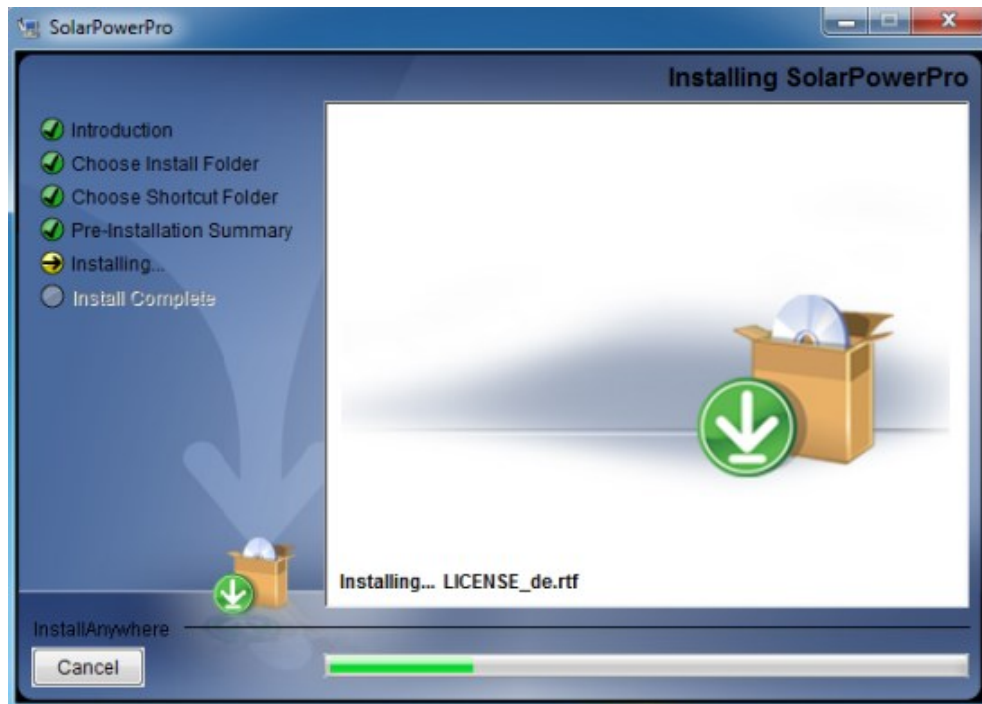 SolarPowerPro
Installing SolarPowerPro
Introduction
Choose Install Folder
Choose Shortcut Folder
Pre-Installation Summary
Installing...
Install Complete
Installing... LICENSE_de.rtf
InstallAnywhere
Cancel